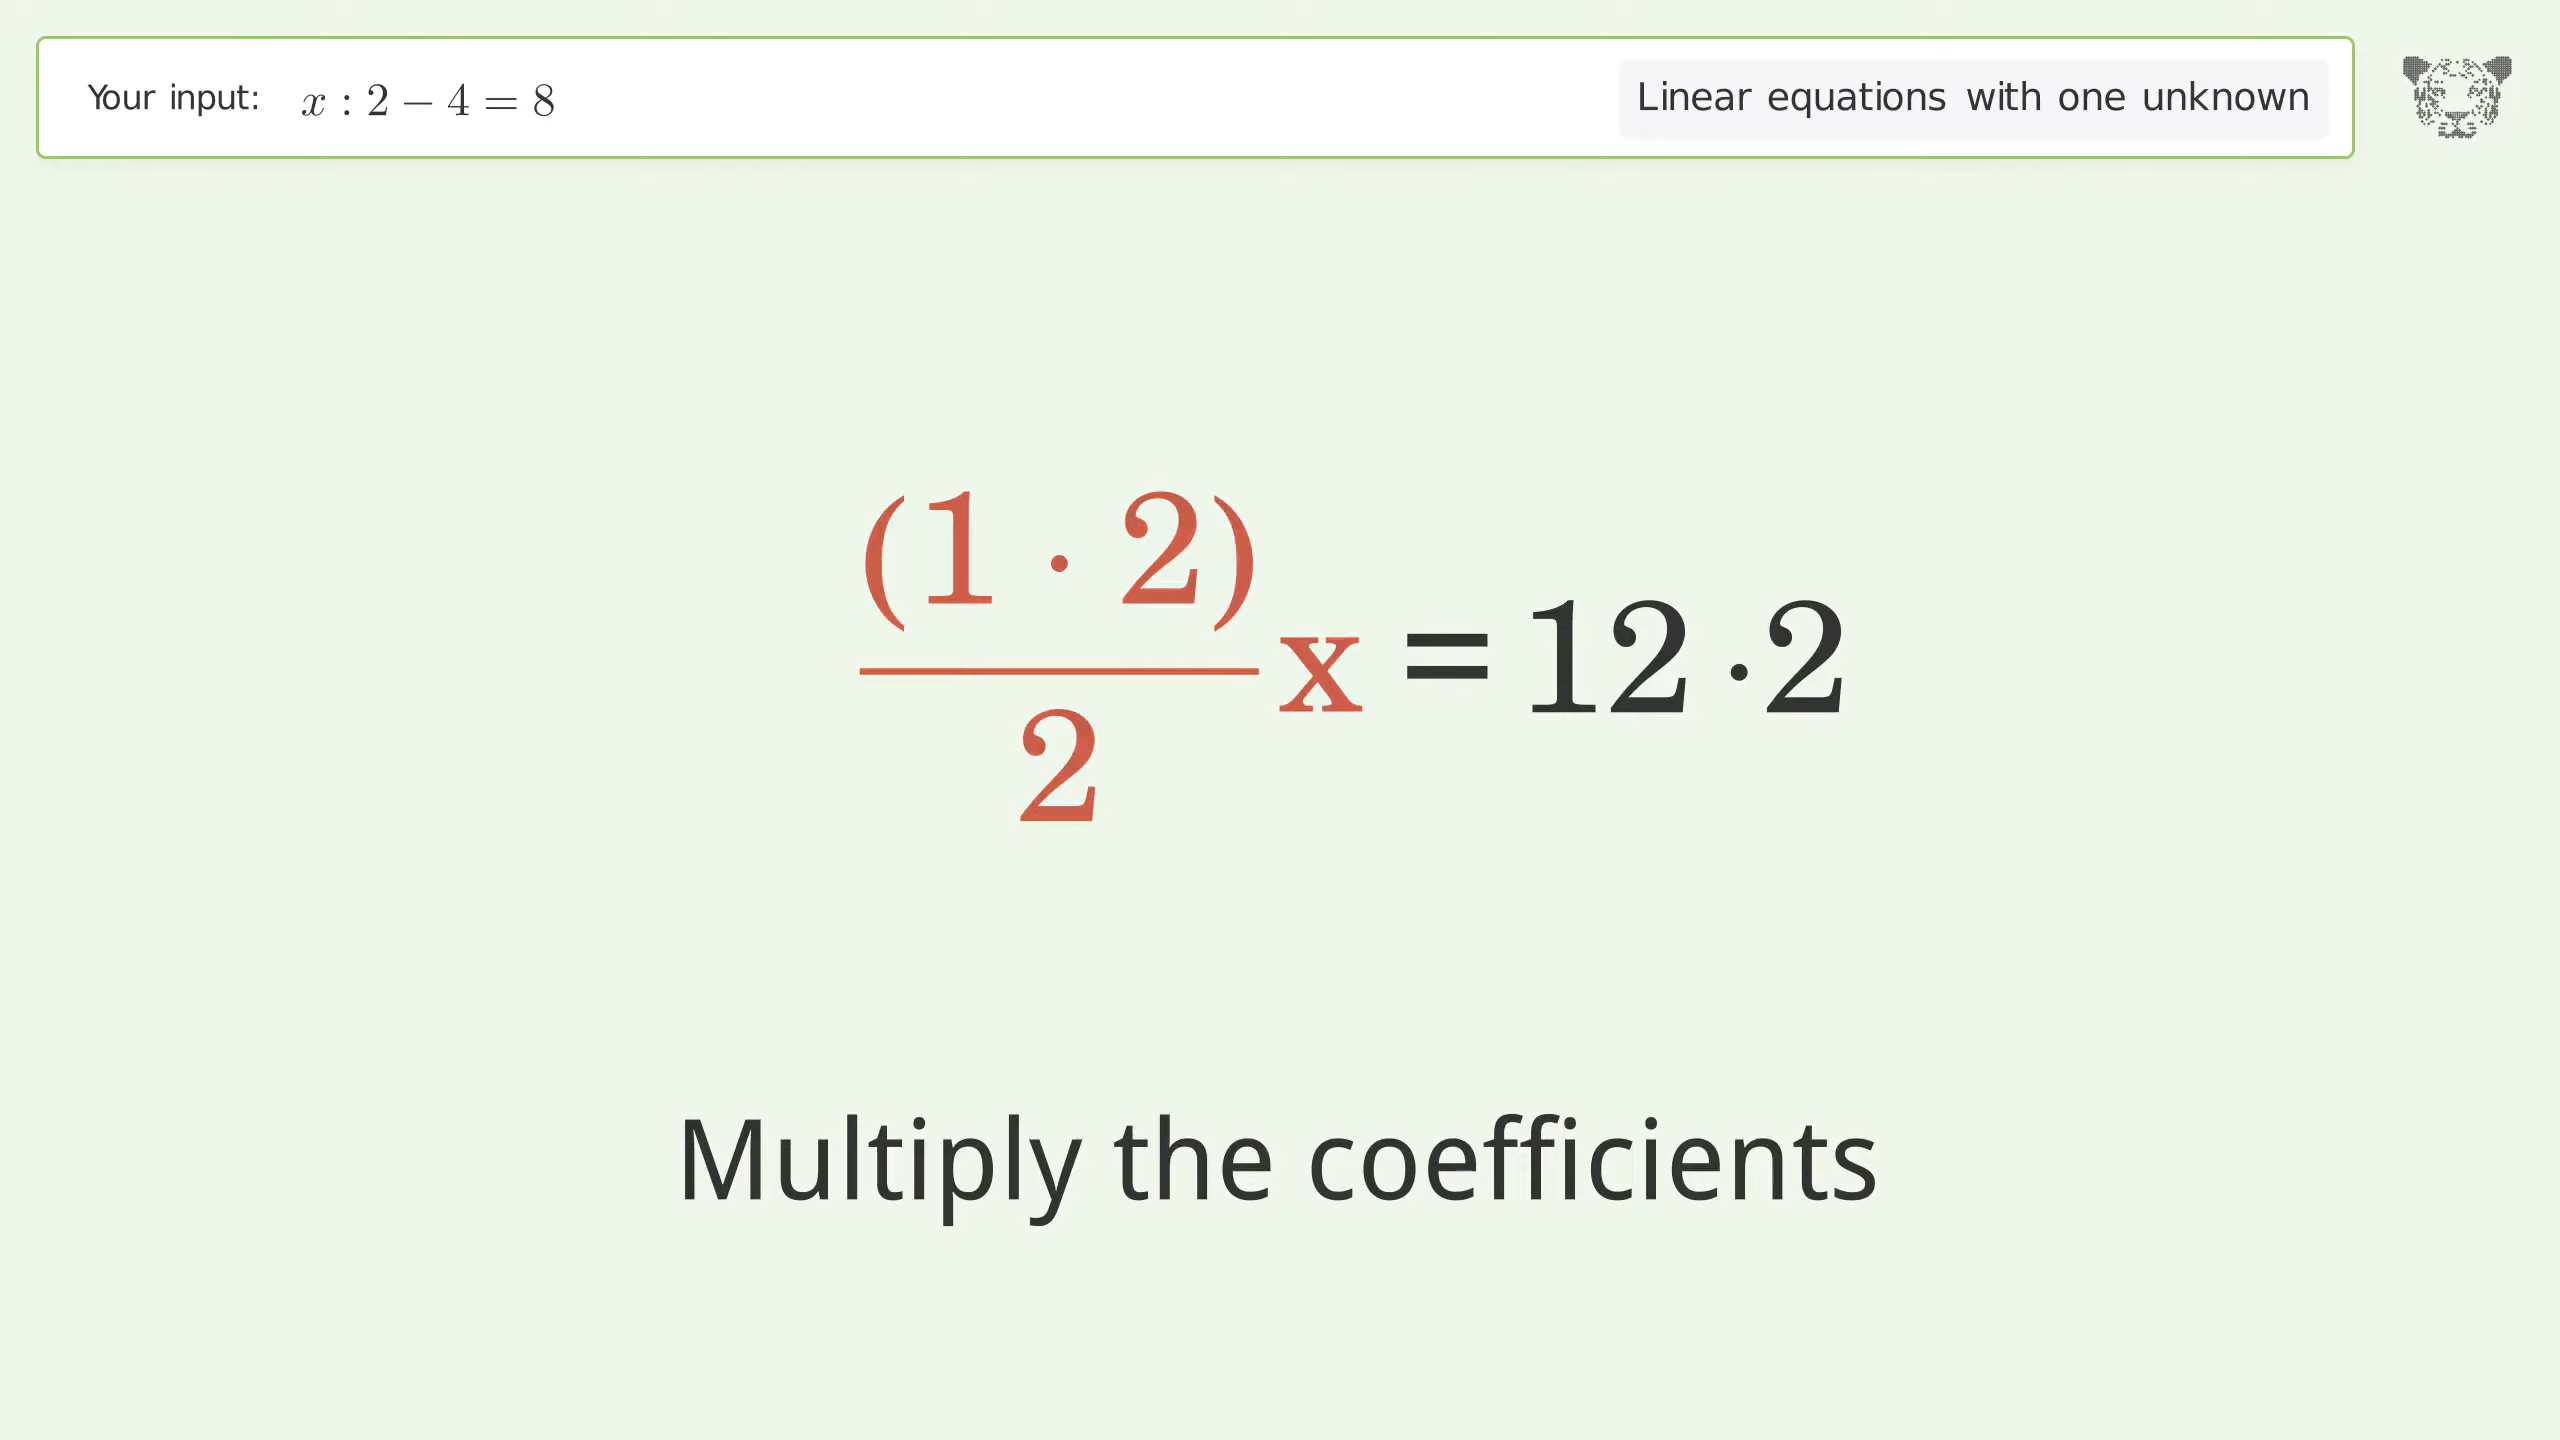 Your input: x : 2 − 4 = 8
Linear equations with one unknown
(1 · 2)
2
x = 12 · 2
Multiply the coefficients